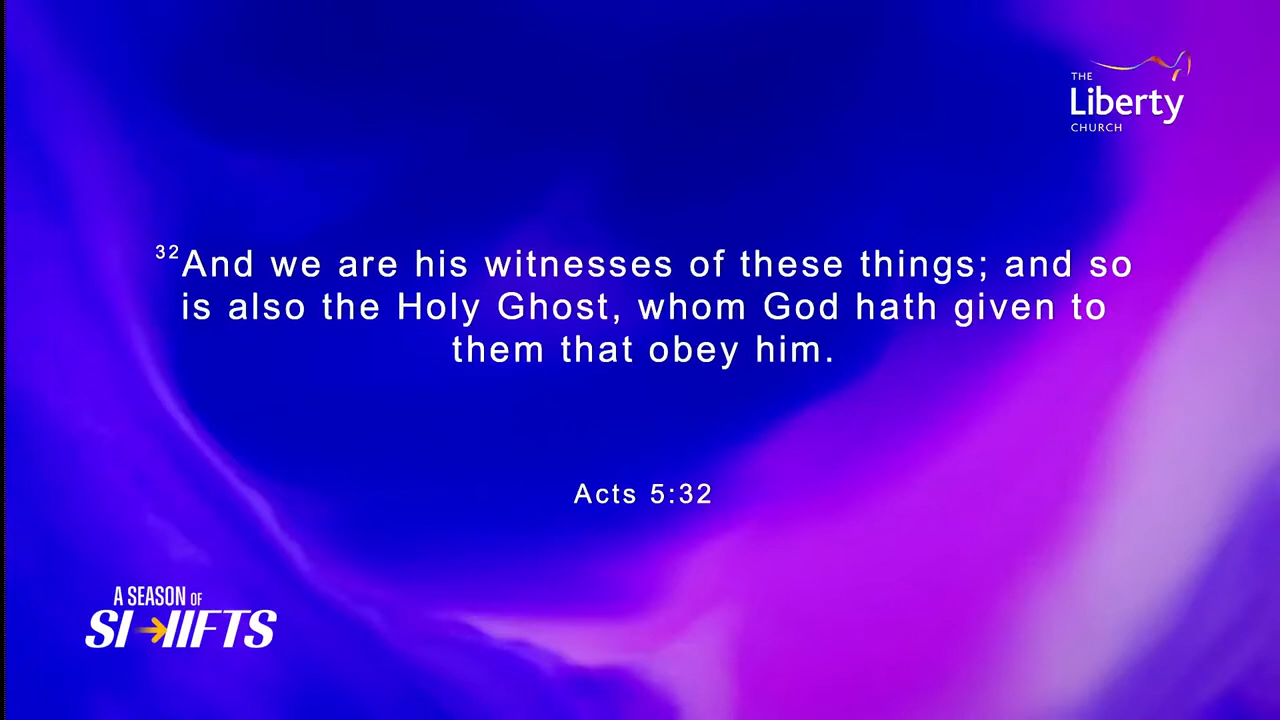 THE
Liberty
CHURCH
32And we are his witnesses of these things; and so
is also the Holy Ghost, whom God hath given to
them that obey him.
Acts 5:32
A SEASON OF
SHIFTS